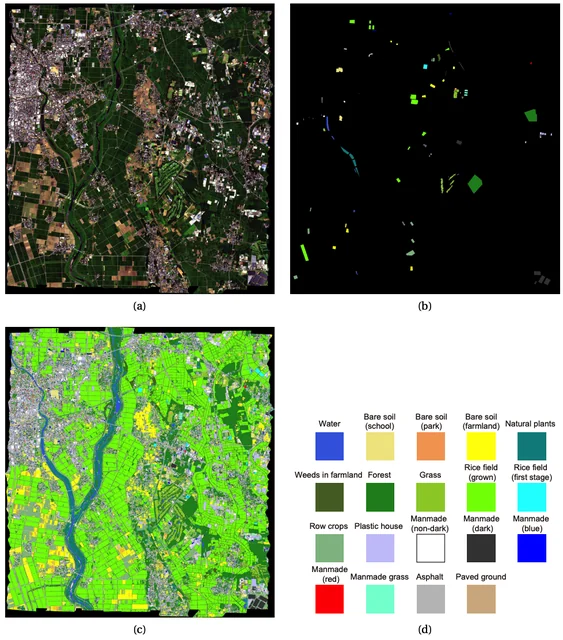 (a)
(b)
Water
Bare soil
(school)
Bare soil
(park)
Bare soil
(farmland)
Natural plants
Weeds in farmland
Forest
Grass
Rice field
(grown)
Rice field
(first stage)
Row crops
Plastic house
Manmade
(non-dark)
Manmade
(dark)
Manmade
(blue)
Manmade
(red)
Manmade grass
Asphalt
Paved ground
(c)
(d)